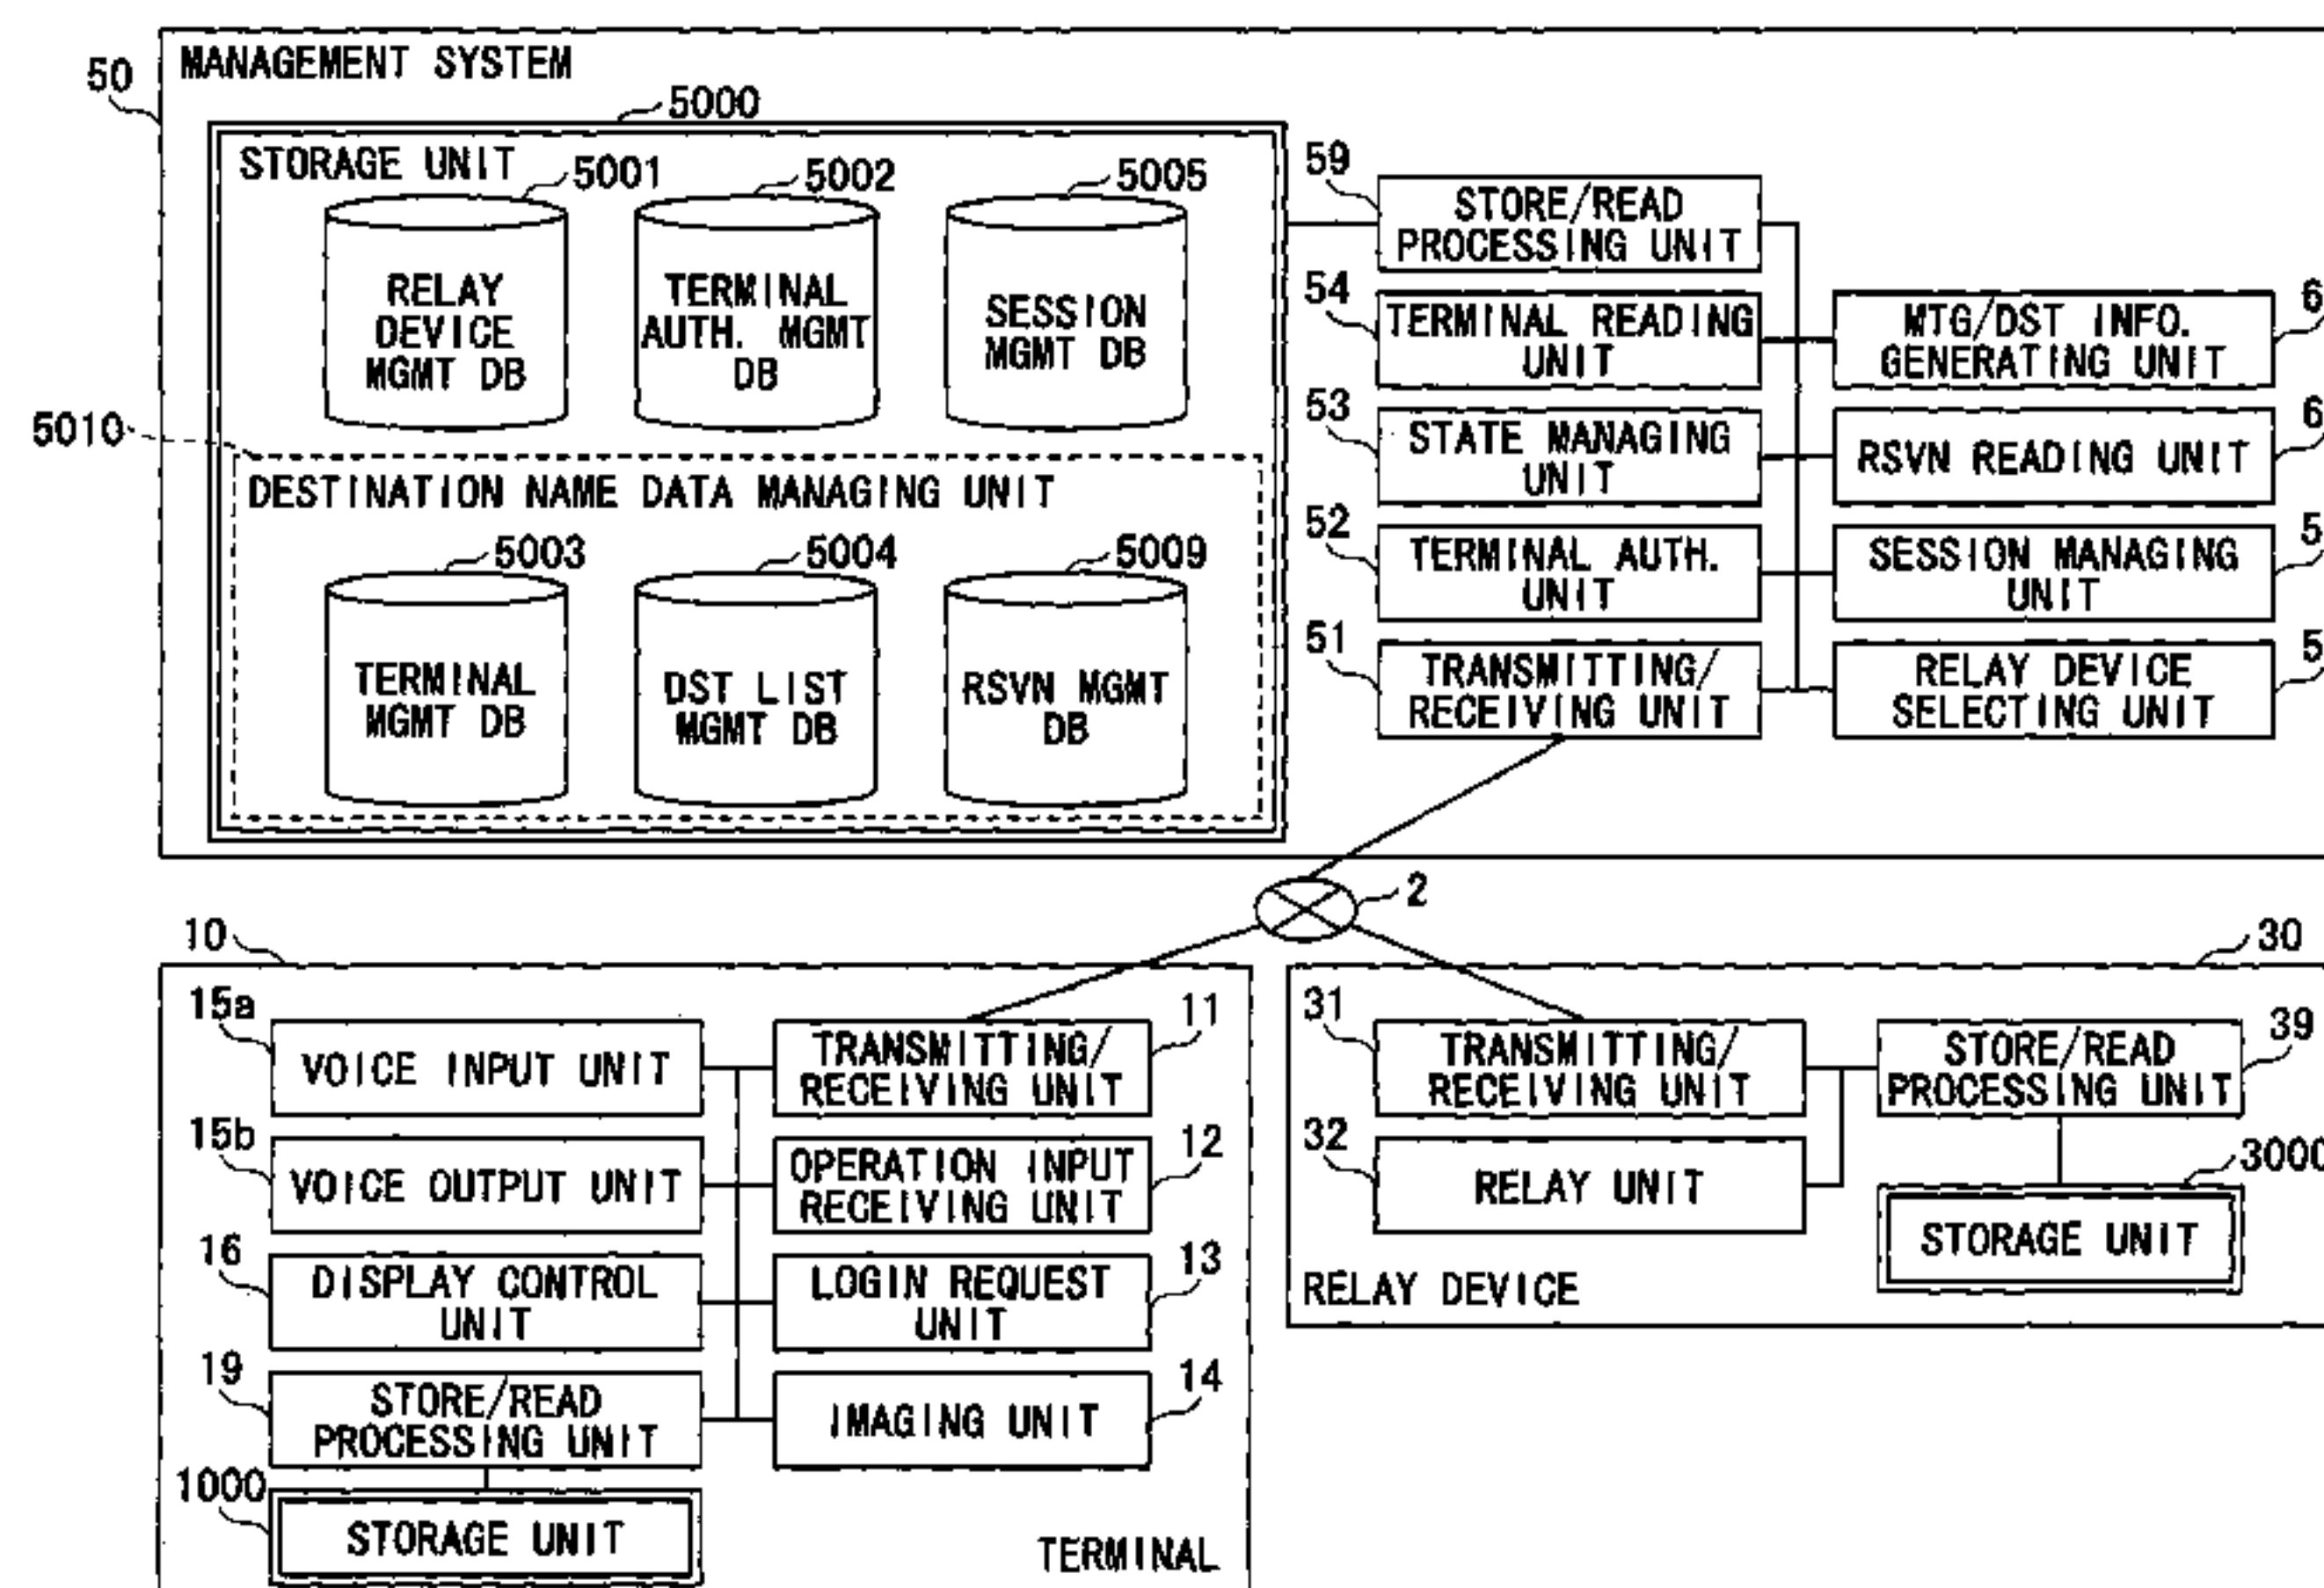 MANAGEMENT SYSTEM
50
5000
STORAGE UNIT
5001
5002
5005
RELAY
DEVICE
MGMT DB
TERMINAL
AUTH. MGMT
DB
SESSION
MGMT DB
5010
DESTINATION NAME DATA MANAGING UNIT
5003
5004
5009
TERMINAL
MGMT DB
DST LIST
MGMT DB
RSVN MGMT
DB
59
STORE/READ
PROCESSING UNIT
54
TERMINAL READING
UNIT
MTG/DST INFO.
GENERATING UNIT
53
STATE MANAGING
UNIT
RSVN READING UNIT
52
TERMINAL AUTH.
UNIT
SESSION MANAGING
UNIT
51
TRANSMITTING/
RECEIVING UNIT
RELAY DEVICE
SELECTING UNIT
2
10
15a
VOICE INPUT UNIT
TRANSMITTING/
RECEIVING UNIT
11
15b
VOICE OUTPUT UNIT
OPERATION INPUT
RECEIVING UNIT
12
16
DISPLAY CONTROL
UNIT
LOGIN REQUEST
UNIT
13
19
STORE/READ
PROCESSING UNIT
IMAGING UNIT
14
1000
STORAGE UNIT
TERMINAL
30
31
TRANSMITTING/
RECEIVING UNIT
STORE/READ
PROCESSING UNIT
39
32
RELAY UNIT
3000
STORAGE UNIT
RELAY DEVICE